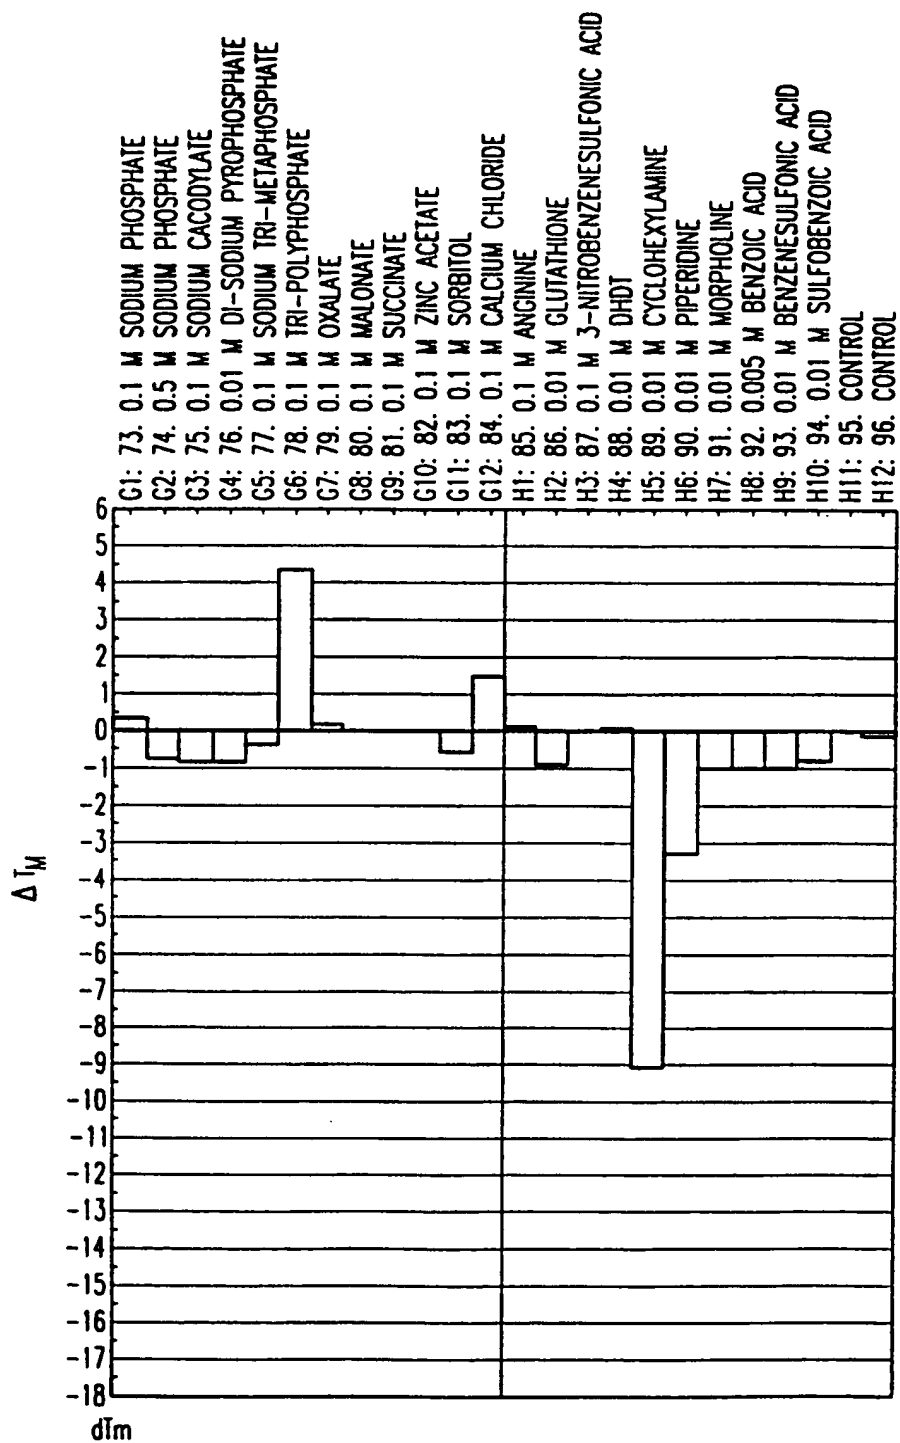 G1: 73. 0.1 M SODIUM PHOSPHATE
G2: 74. 0.5 M SODIUM PHOSPHATE
G3: 75. 0.1 M SODIUM CACODYLATE
G4: 76. 0.01 M DI-SODIUM PYROPHOSPHATE
G5: 77. 0.1 M SODIUM TRI-METAPHOSPHATE
G6: 78. 0.1 M TRI-POLYPHOSPHATE
G7: 79. 0.1 M OXALATE
G8: 80. 0.1 M MALONATE
G9: 81. 0.1 M SUCCINATE
G10: 82. 0.1 M ZINC ACETATE
G11: 83. 0.1 M SORBITOL
G12: 84. 0.1 M CALCIUM CHLORIDE
H1: 85. 0.1 M ANGININE
H2: 86. 0.01 M GLUTATHIONE
H3: 87. 0.1 M 3-NITROBENZENESULFONIC ACID
H4: 88. 0.01 M DHDT
H5: 89. 0.01 M CYCLOHEXYLAMINE
H6: 90. 0.01 M PIPERIDINE
H7: 91. 0.01 M MORPHOLINE
H8: 92. 0.005 M BENZOIC ACID
H9: 93. 0.01 M BENZENESULFONIC ACID
H10: 94. 0.01 M SULFOBENZOIC ACID
H11: 95. CONTROL
H12: 96. CONTROL
6
5
4
3
2
1
0
-1
-2
-3
-4
-5
-6
-7
-8
-9
-10
-11
-12
-13
-14
-15
-16
-17
-18
Δ TM
dTm